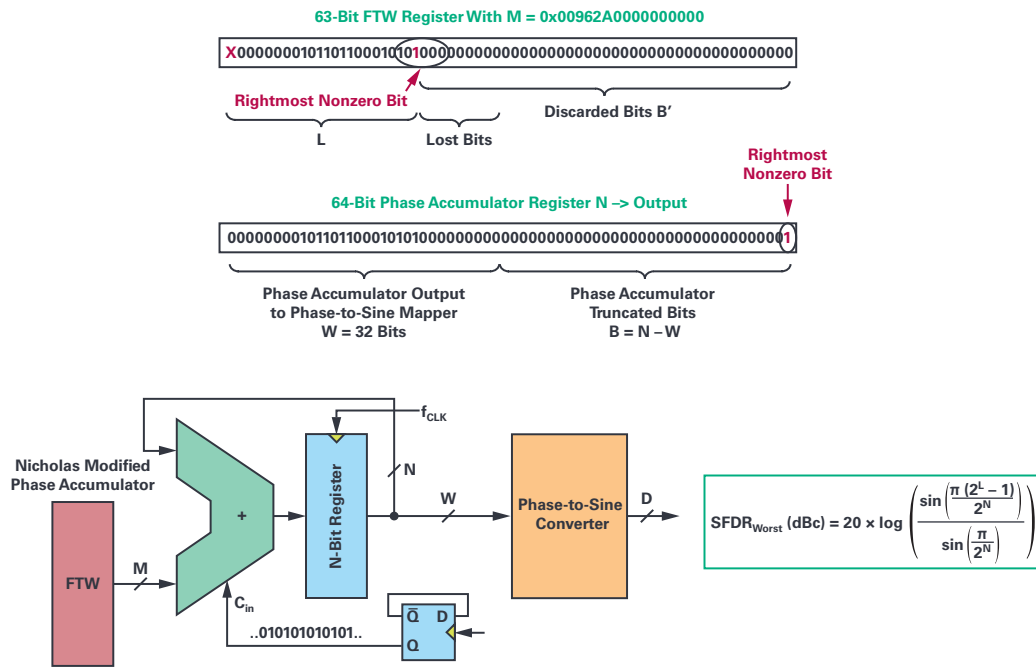 63-Bit FTW Register With M = 0x00962A0000000000
X000000010110110001010100000000000000000000000000000000000000000
Rightmost Nonzero Bit
Discarded Bits B'
L
Lost Bits
Rightmost
Nonzero Bit
64-Bit Phase Accumulator Register N –> Output
0000000010110110001010100000000000000000000000000000000000000001
Phase Accumulator Output
to Phase-to-Sine Mapper
W = 32 Bits
Phase Accumulator
Truncated Bits
B = N – W
Nicholas Modified
Phase Accumulator
FTW
M
+
C_in
..010101010101..
N-Bit Register
f_CLK
N
W
Q̅ D
Q
Phase-to-Sine
Converter
D
SFDR_Worst (dBc) = 20 × log (sin (π (2^L – 1) / 2^N) / sin (π / 2^N))